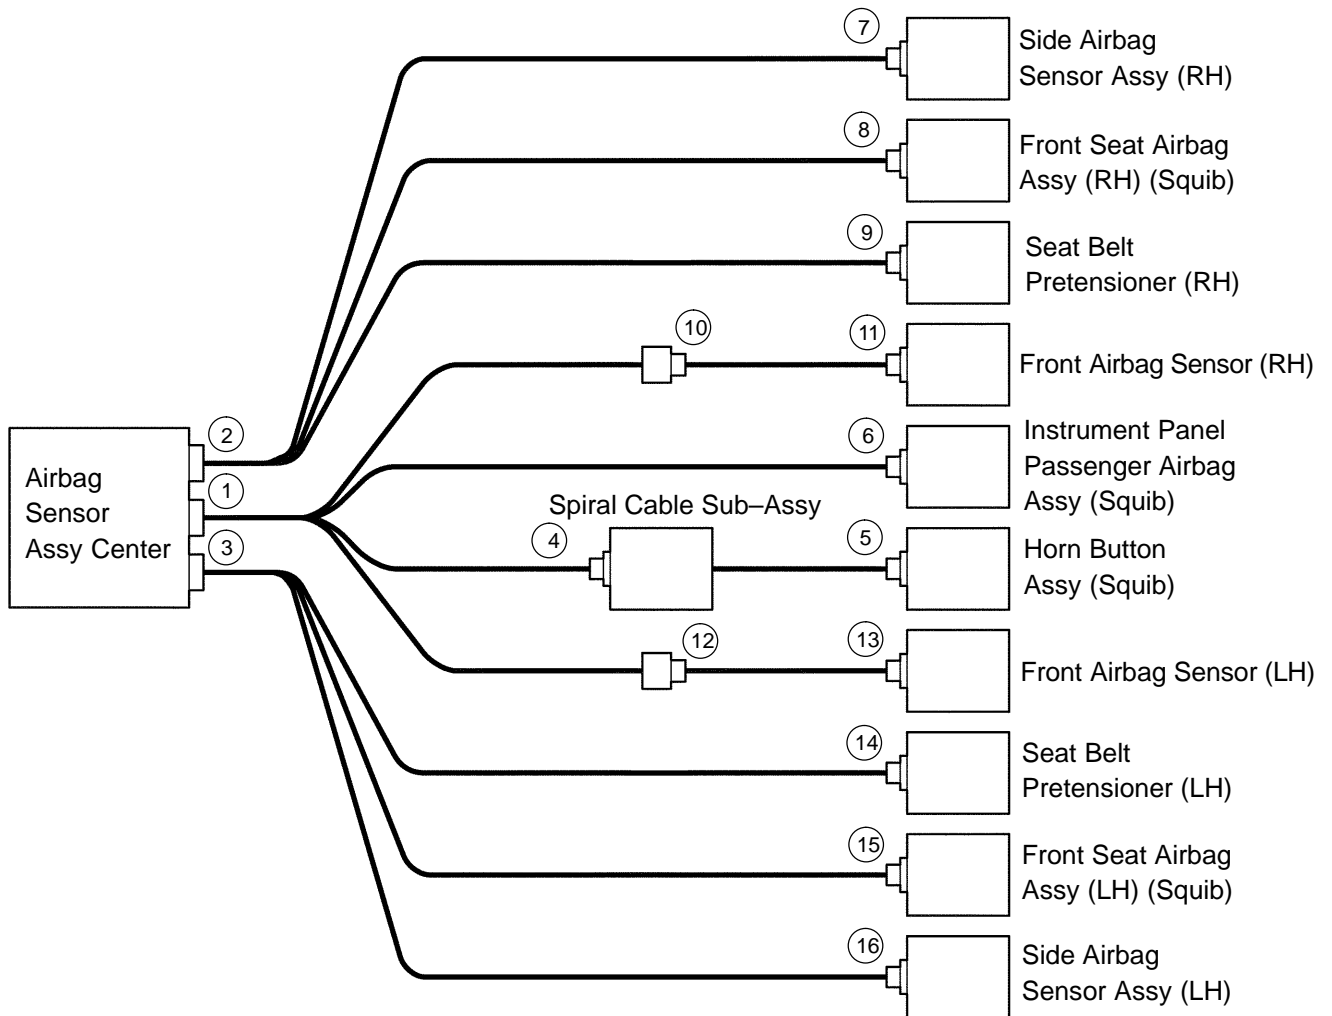 7
Side Airbag
Sensor Assy (RH)
8
Front Seat Airbag
Assy (RH) (Squib)
9
Seat Belt
Pretensioner (RH)
10
11
Front Airbag Sensor (RH)
2
1
3
Airbag
Sensor
Assy Center
6
Instrument Panel
Passenger Airbag
Assy (Squib)
Spiral Cable Sub–Assy
4
5
Horn Button
Assy (Squib)
12
13
Front Airbag Sensor (LH)
14
Seat Belt
Pretensioner (LH)
15
Front Seat Airbag
Assy (LH) (Squib)
16
Side Airbag
Sensor Assy (LH)